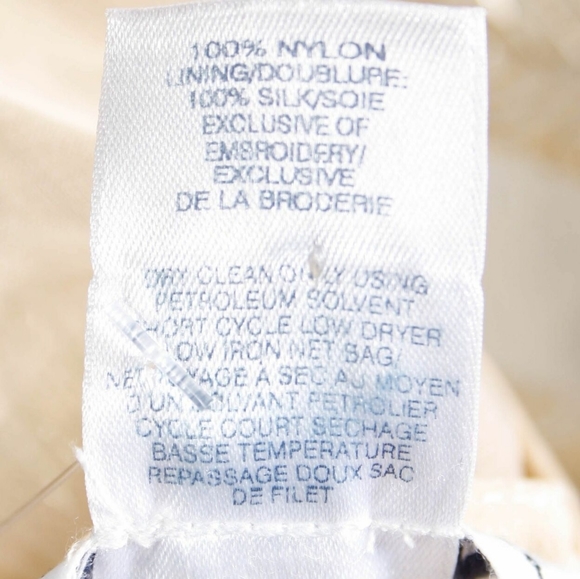 100% NYLON
LINING/DOUBLURE:
100% SILK/SOIE
EXCLUSIVE OF
EMBROIDERY/
EXCLUSIVE
DE LA BRODERIE
DRY CLEAN ONLY USING
PETROLEUM SOLVENT
SHORT CYCLE LOW DRYER
LOW IRON NET BAG/
NETTOYAGE À SEC AU MOYEN
D'UN SOLVANT PETROLIER
CYCLE COURT SECHAGE
BASSE TEMPERATURE
REPASSAGE DOUX SAC
DE FILET